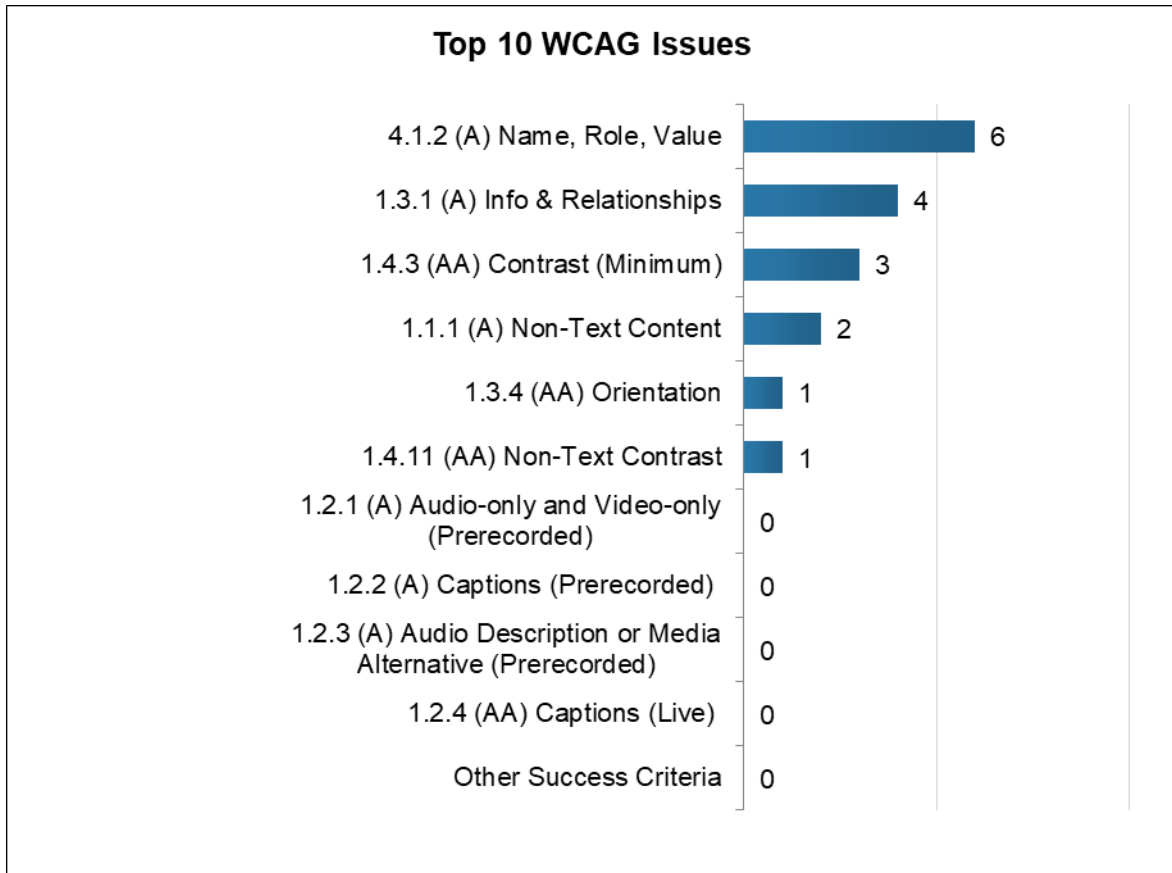 Top 10 WCAG Issues
4.1.2 (A) Name, Role, Value 6
1.3.1 (A) Info & Relationships 4
1.4.3 (AA) Contrast (Minimum) 3
1.1.1 (A) Non-Text Content 2
1.3.4 (AA) Orientation 1
1.4.11 (AA) Non-Text Contrast 1
1.2.1 (A) Audio-only and Video-only
(Prerecorded) 0
1.2.2 (A) Captions (Prerecorded) 0
1.2.3 (A) Audio Description or Media
Alternative (Prerecorded) 0
1.2.4 (AA) Captions (Live) 0
Other Success Criteria 0